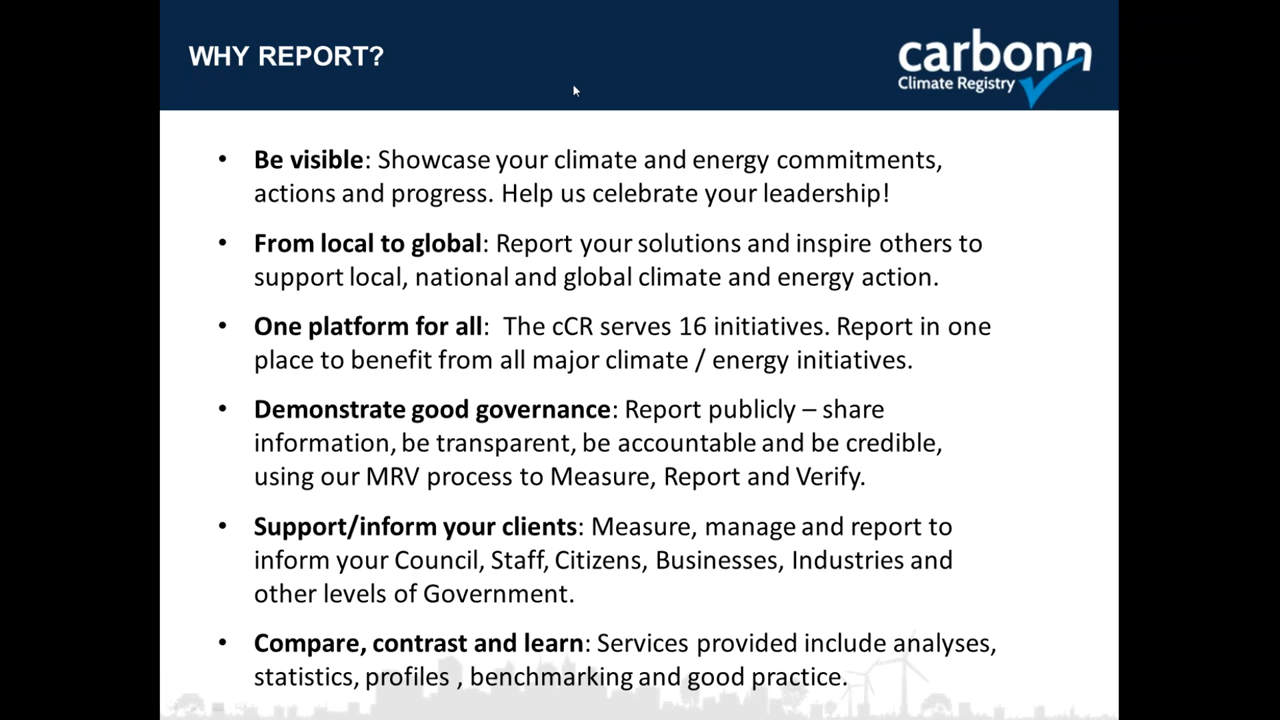 WHY REPORT?
carbonn
Climate Registry
• Be visible: Showcase your climate and energy commitments,
actions and progress. Help us celebrate your leadership!
• From local to global: Report your solutions and inspire others to
support local, national and global climate and energy action.
• One platform for all:  The cCR serves 16 initiatives. Report in one
place to benefit from all major climate / energy initiatives.
• Demonstrate good governance: Report publicly – share
information, be transparent, be accountable and be credible,
using our MRV process to Measure, Report and Verify.
• Support/inform your clients: Measure, manage and report to
inform your Council, Staff, Citizens, Businesses, Industries and
other levels of Government.
• Compare, contrast and learn: Services provided include analyses,
statistics, profiles , benchmarking and good practice.